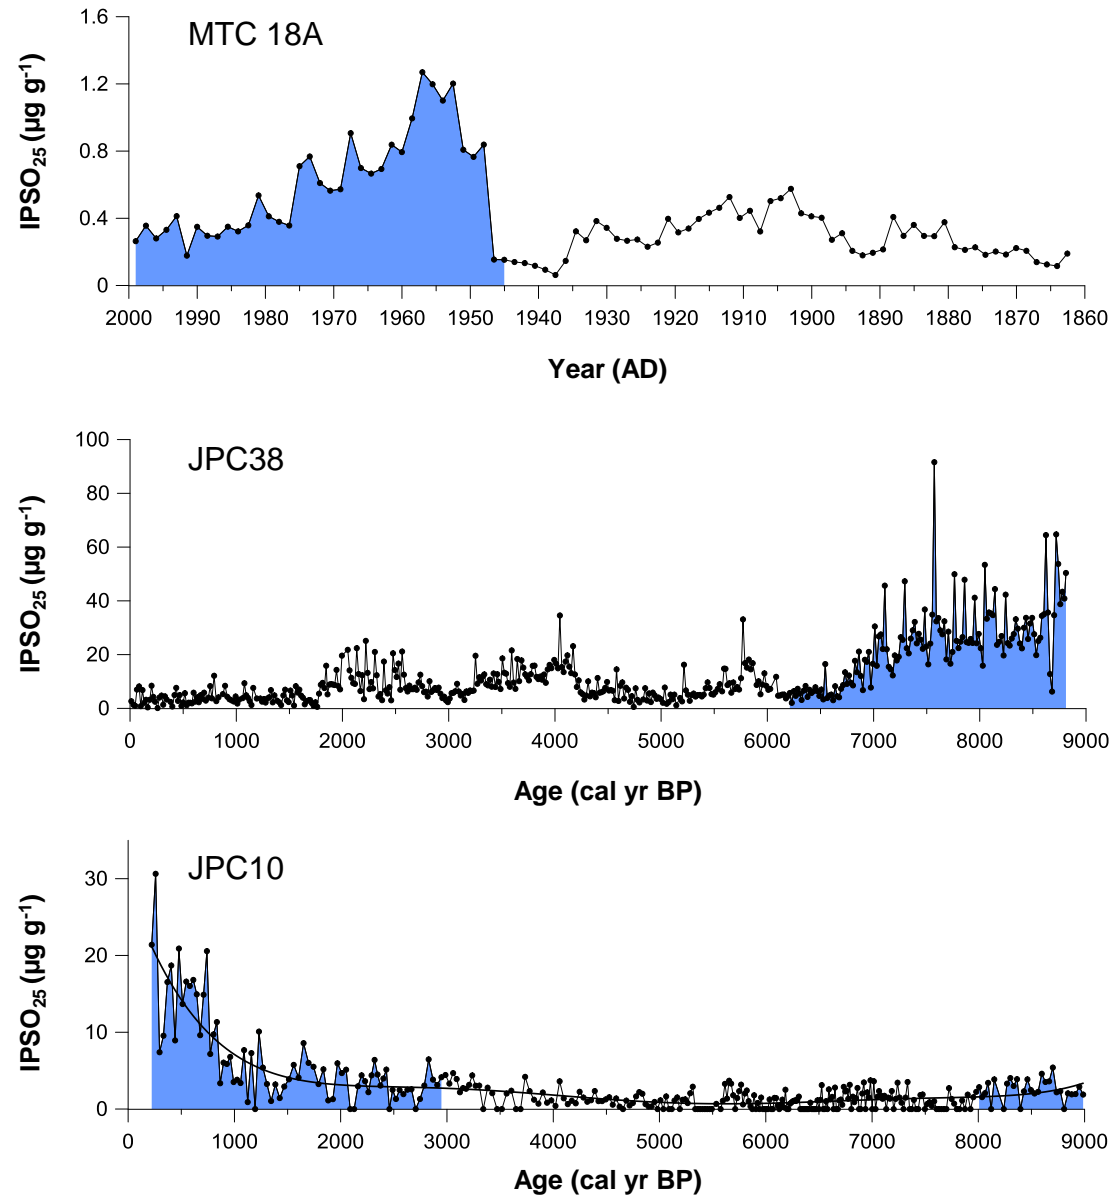 MTC 18A
IPSO₂₅ (µg g⁻¹)
1.6
1.2
0.8
0.4
0
2000 1990 1980 1970 1960 1950 1940 1930 1920 1910 1900 1890 1880 1870 1860
Year (AD)
JPC38
IPSO₂₅ (µg g⁻¹)
100
80
60
40
20
0
0 1000 2000 3000 4000 5000 6000 7000 8000 9000
Age (cal yr BP)
JPC10
IPSO₂₅ (µg g⁻¹)
30
20
10
0
0 1000 2000 3000 4000 5000 6000 7000 8000 9000
Age (cal yr BP)